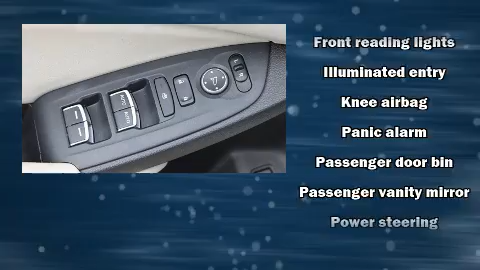 Front reading lights
Illuminated entry
Knee airbag
Panic alarm
Passenger door bin
Passenger vanity mirror
Power steering